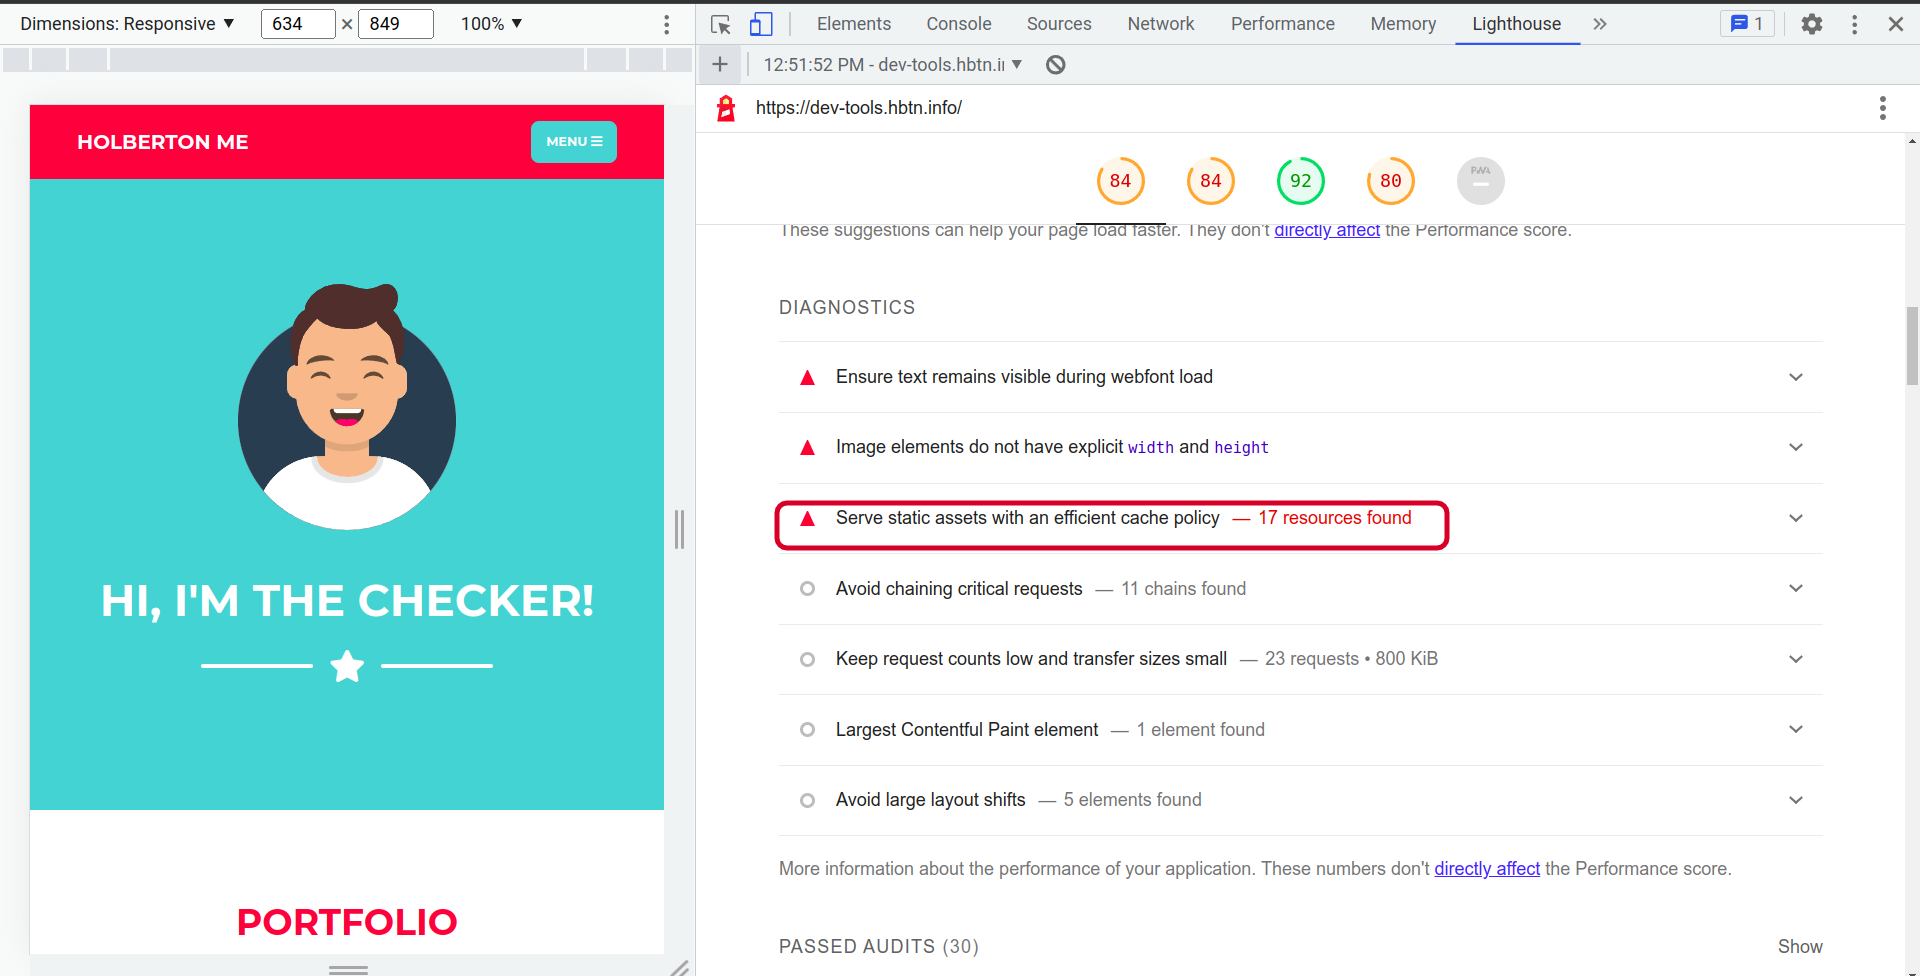 Dimensions: Responsive ▼ 634 × 849 100% ▼
Elements Console Sources Network Performance Memory Lighthouse » 1
+ 12:51:52 PM - dev-tools.hbtn.i ▼
https://dev-tools.hbtn.info/
HOLBERTON ME
MENU
84 84 92 80 PWA
These suggestions can help your page load faster. They don't directly affect the Performance score.
DIAGNOSTICS
Ensure text remains visible during webfont load
Image elements do not have explicit width and height
Serve static assets with an efficient cache policy — 17 resources found
Avoid chaining critical requests — 11 chains found
Keep request counts low and transfer sizes small — 23 requests • 800 KiB
Largest Contentful Paint element — 1 element found
Avoid large layout shifts — 5 elements found
More information about the performance of your application. These numbers don't directly affect the Performance score.
PASSED AUDITS (30) Show
HI, I'M THE CHECKER!
PORTFOLIO